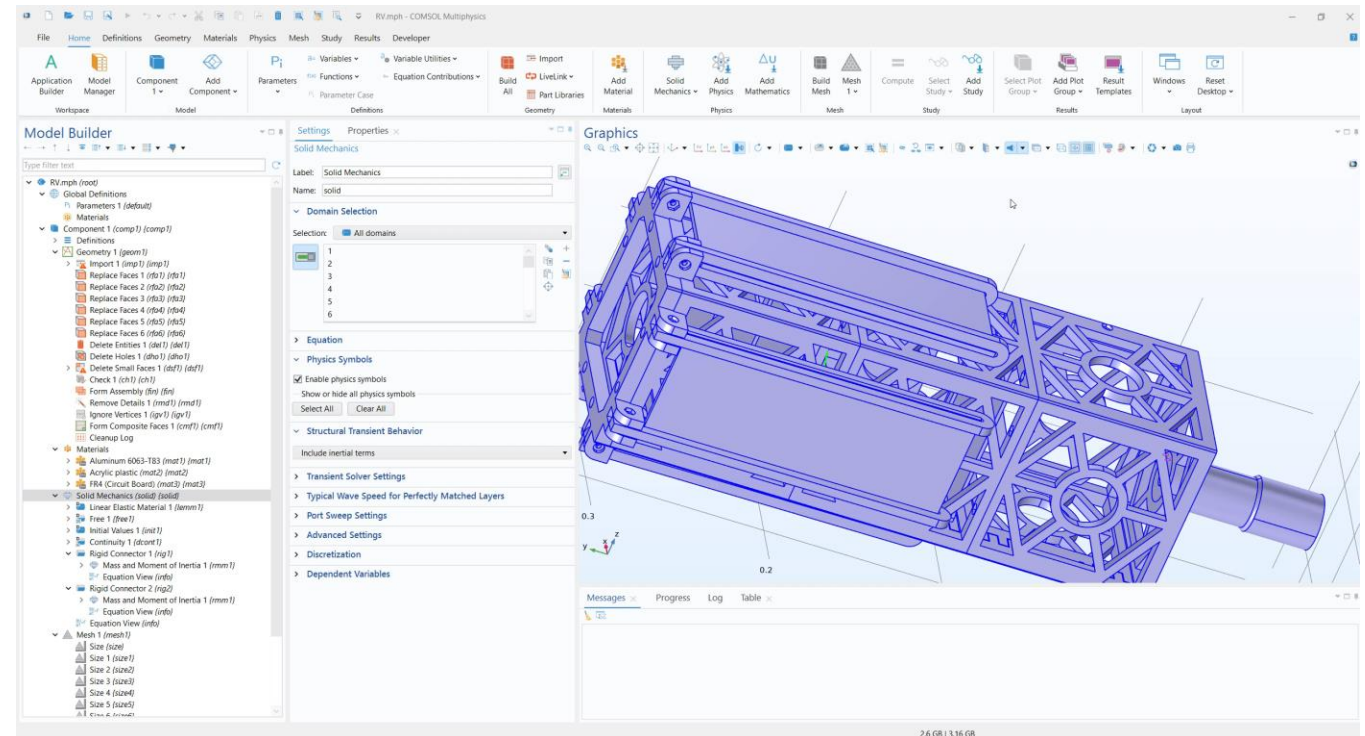 RV.mph - COMSOL Multiphysics
File Home Definitions Geometry Materials Physics Mesh Study Results Developer
Application Builder
Model Manager
Workspace
Component 1
Add Component
Model
Pi
Parameters
a= Variables
Functions
Parameter Case
Variable Utilities
Equation Contributions
Definitions
Build All
Import
LiveLink
Part Libraries
Geometry
Add Material
Materials
Solid Mechanics
Add Physics
Add Mathematics
Physics
Build Mesh
Mesh 1
Mesh
Compute
Select Study
Add Study
Study
Select Plot Group
Add Plot Group
Result Templates
Results
Windows
Reset Desktop
Layout
Model Builder
Type filter text
RV.mph (root)
Global Definitions
Parameters 1 (default)
Materials
Component 1 (comp1) (comp1)
Definitions
Geometry 1 (geom1)
Import 1 (imp1) (imp1)
Replace Faces 1 (rfa1) (rfa1)
Replace Faces 2 (rfa2) (rfa2)
Replace Faces 3 (rfa3) (rfa3)
Replace Faces 4 (rfa4) (rfa4)
Replace Faces 5 (rfa5) (rfa5)
Replace Faces 6 (rfa6) (rfa6)
Delete Entities 1 (del1) (del1)
Delete Holes 1 (dho1) (dho1)
Delete Small Faces 1 (dsf1) (dsf1)
Check 1 (ch1) (ch1)
Form Assembly (fin) (fin)
Remove Details 1 (rmd1) (rmd1)
Ignore Vertices 1 (igv1) (igv1)
Form Composite Faces 1 (cmf1) (cmf1)
Cleanup Log
Materials
Aluminum 6063-T83 (mat1) (mat1)
Acrylic plastic (mat2) (mat2)
FR4 (Circuit Board) (mat3) (mat3)
Solid Mechanics (solid) (solid)
Linear Elastic Material 1 (lemm1)
Free 1 (free1)
Initial Values 1 (init1)
Continuity 1 (dcont1)
Rigid Connector 1 (rig1)
Mass and Moment of Inertia 1 (rmm1)
Equation View (info)
Rigid Connector 2 (rig2)
Mass and Moment of Inertia 1 (rmm1)
Equation View (info)
Equation View (info)
Mesh 1 (mesh1)
Size (size)
Size 1 (size1)
Size 2 (size2)
Size 3 (size3)
Size 4 (size4)
Size 5 (size5)
Size 6 (size6)
Settings Properties
Solid Mechanics
Label: Solid Mechanics
Name: solid
Domain Selection
Selection: All domains
1
2
3
4
5
6
Equation
Physics Symbols
Enable physics symbols
Show or hide all physics symbols
Select All Clear All
Structural Transient Behavior
Include inertial terms
Transient Solver Settings
Typical Wave Speed for Perfectly Matched Layers
Port Sweep Settings
Advanced Settings
Discretization
Dependent Variables
Graphics
0.3
0.2
y x z
Messages Progress Log Table
2.6 GB | 3.16 GB